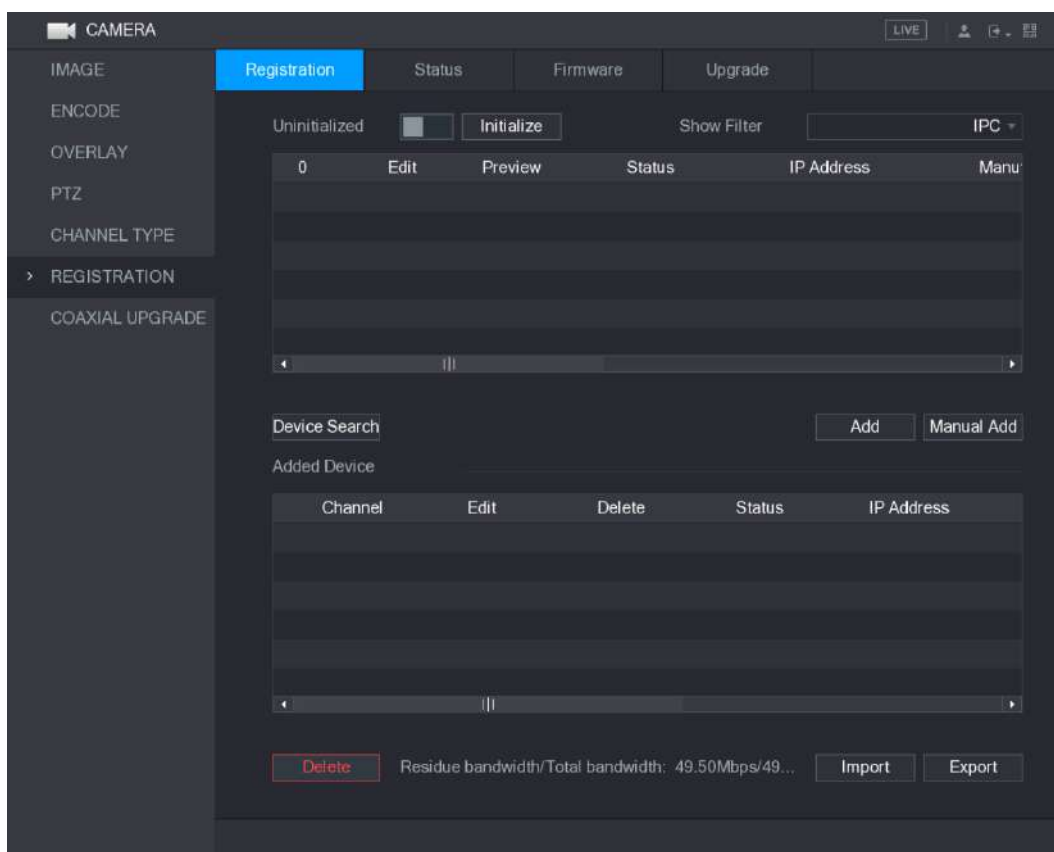 CAMERA LIVE
IMAGE Registration Status Firmware Upgrade
ENCODE
Uninitialized Initialize Show Filter IPC
OVERLAY
0 Edit Preview Status IP Address Manu
PTZ
CHANNEL TYPE
REGISTRATION
COAXIAL UPGRADE
Device Search Add Manual Add
Added Device
Channel Edit Delete Status IP Address
Delete Residue bandwidth/Total bandwidth: 49.50Mbps/49... Import Export